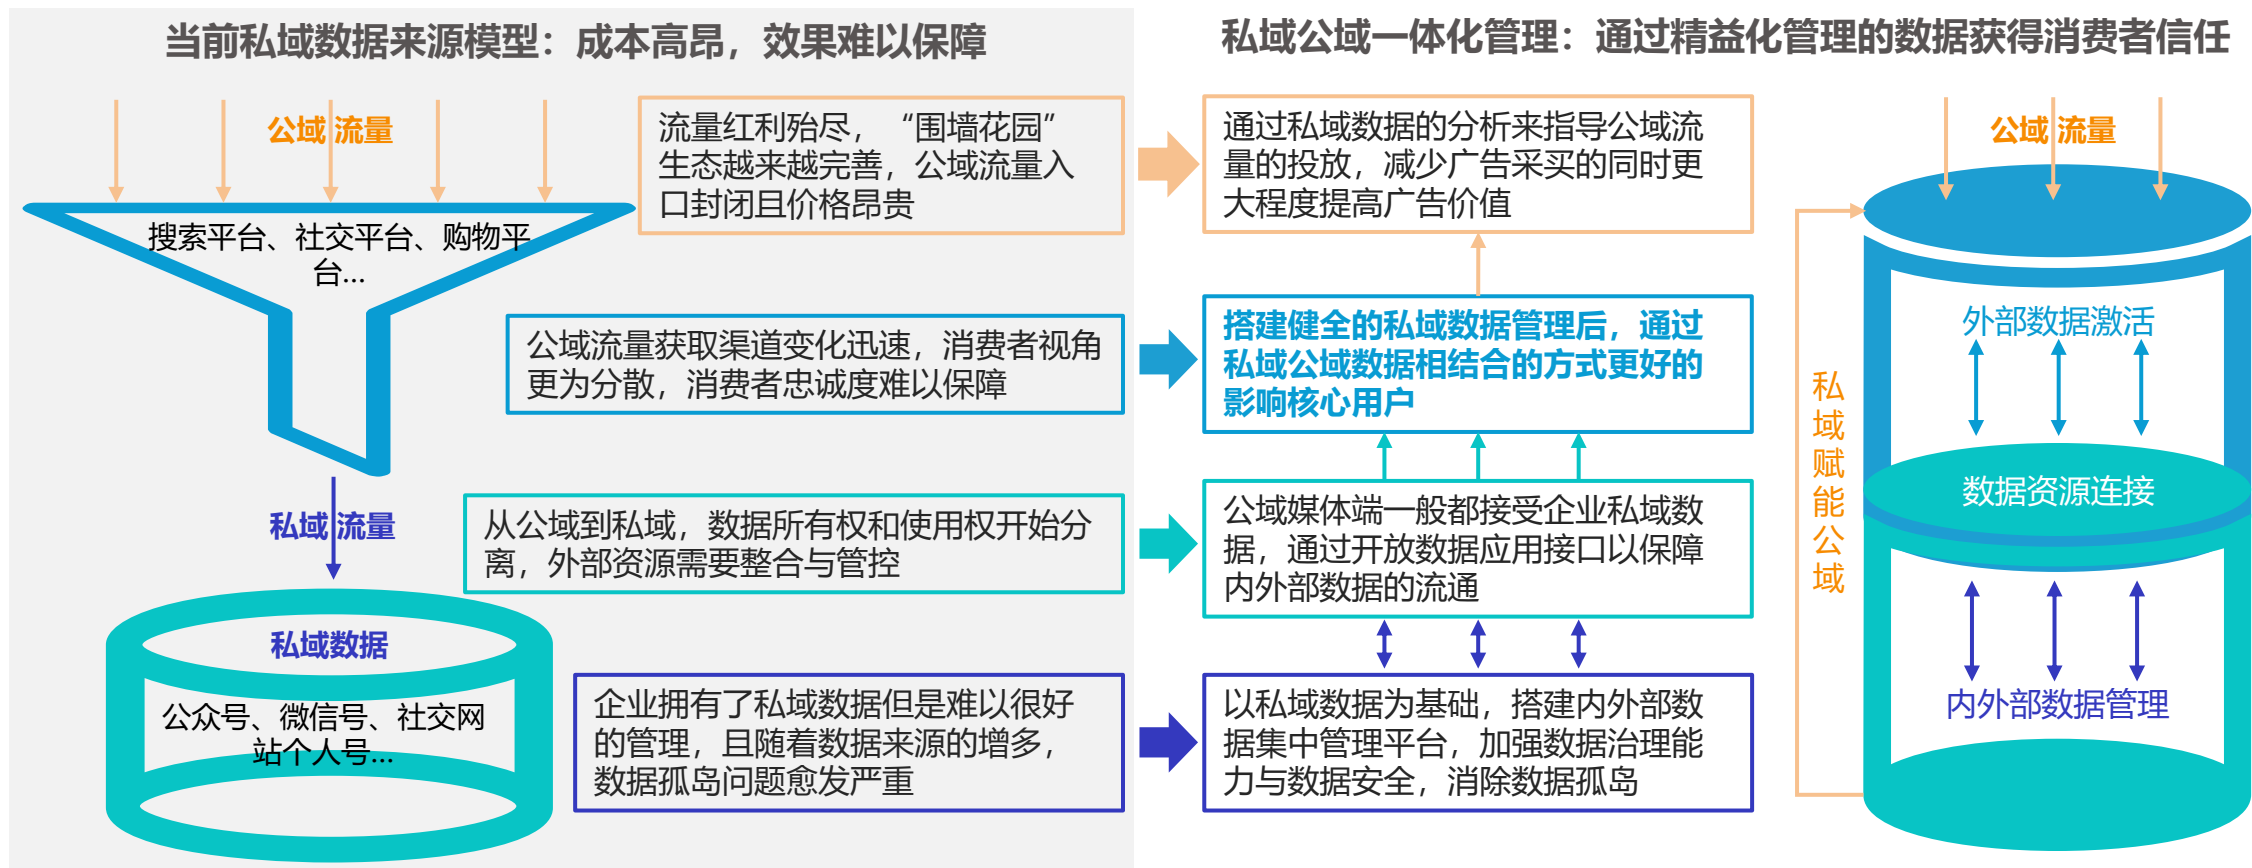 当前私域数据来源模型：成本高昂，效果难以保障
公域 流量
搜索平台、社交平台、购物平
台...
私域 流量
私域数据
公众号、微信号、社交网
站个人号...
流量红利殆尽，“围墙花园”
生态越来越完善，公域流量入
口封闭且价格昂贵
公域流量获取渠道变化迅速，消费者视角
更为分散，消费者忠诚度难以保障
从公域到私域，数据所有权和使用权开始分
离，外部资源需要整合与管控
企业拥有了私域数据但是难以很好
的管理，且随着数据来源的增多，
数据孤岛问题愈发严重
私域公域一体化管理：通过精益化管理的数据获得消费者信任
通过私域数据的分析来指导公域流
量的投放，减少广告采买的同时更
大程度提高广告价值
搭建健全的私域数据管理后，通过
私域公域数据相结合的方式更好的
影响核心用户
公域媒体端一般都接受企业私域数
据，通过开放数据应用接口以保障
内外部数据的流通
以私域数据为基础，搭建内外部数
据集中管理平台，加强数据治理能
力与数据安全，消除数据孤岛
私域赋能公域
公域 流量
外部数据激活
数据资源连接
内外部数据管理